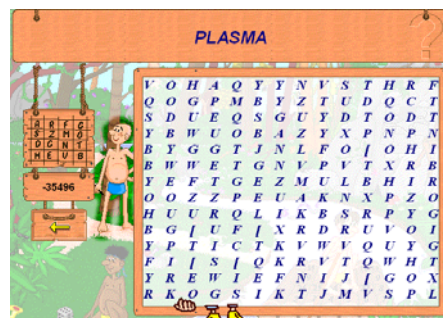 PLASMA
V O H A Q Y Y N V S T H R F
Q O G P M B Y Z T U D Q C T
S D U E Q S G U Y D T O D T
Y B W U O B A Z Y X P N P N
B Y G G T J N L F O [ O H I
B W W E T G N V P V T X R B
Y E F T G E Z M U L B H I R
O O Z Z P E U A K N X P Z O
H U U R Q L I K B S R P Y G
B G [ U F [ X R D R U V O I
Y P T I C T K V W V Q U Y G
F I [ S [ Q K R V T Q W H T
Y R E W J E F N I J [ G O X
R K O G S I K T J M V S P L
-35496